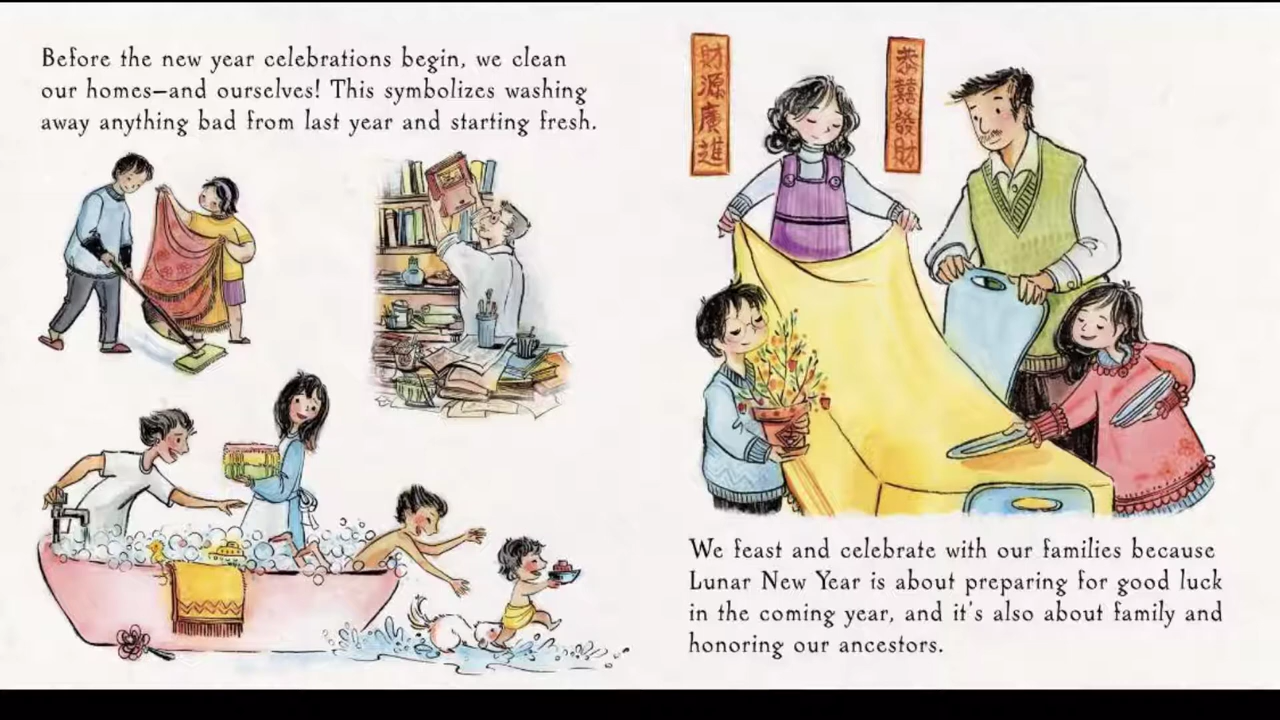 Before the new year celebrations begin, we clean
our homes—and ourselves! This symbolizes washing
away anything bad from last year and starting fresh.
財源廣進
恭囍發財
We feast and celebrate with our families because
Lunar New Year is about preparing for good luck
in the coming year, and it's also about family and
honoring our ancestors.